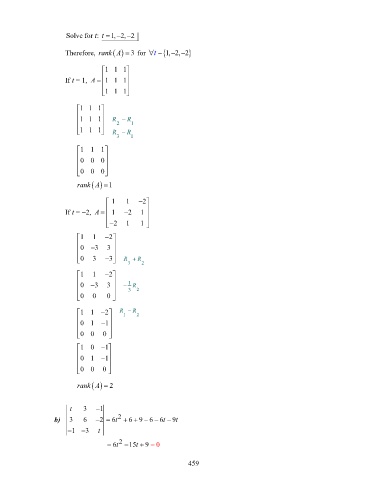 Solve for t: t = 1, −2, −2
Therefore, rank(A) = 3 for ∀t − {1, −2, −2}
If t = 1, A = [1 1 1
1 1 1
1 1 1]
[1 1 1
1 1 1 R₂ − R₁
1 1 1] R₃ − R₁
[1 1 1
0 0 0
0 0 0]
rank(A) = 1
If t = −2, A = [1 1 −2
1 −2 1
−2 1 1]
[1 1 −2
0 −3 3
0 3 −3] R₃ + R₂
[1 1 −2
0 −3 3 −1/3 R₂
0 0 0]
[1 1 −2 R₁ − R₂
0 1 −1
0 0 0]
[1 0 −1
0 1 −1
0 0 0]
rank(A) = 2
b) |t 3 −1
3 6 −2 = 6t² + 6 + 9 − 6 − 6t − 9t
−1 −3 t|
= 6t² −15t + 9 = 0
459